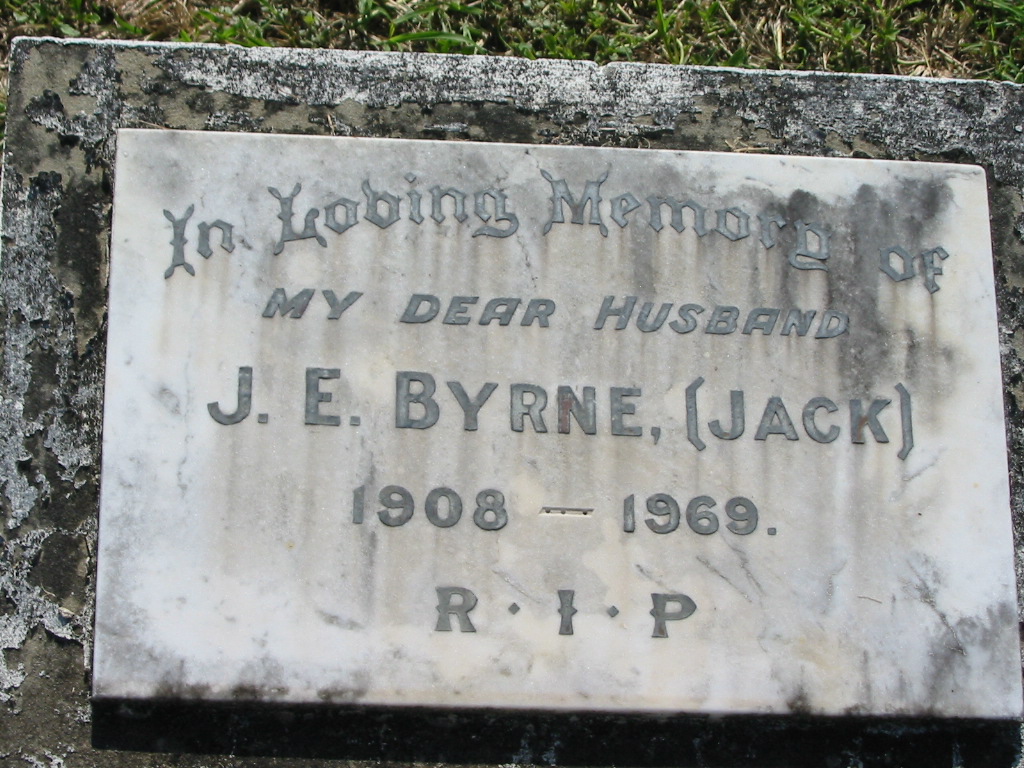 In Loving Memory of
MY DEAR HUSBAND
J. E. BYRNE, (JACK)
1908 — 1969.
R · I · P